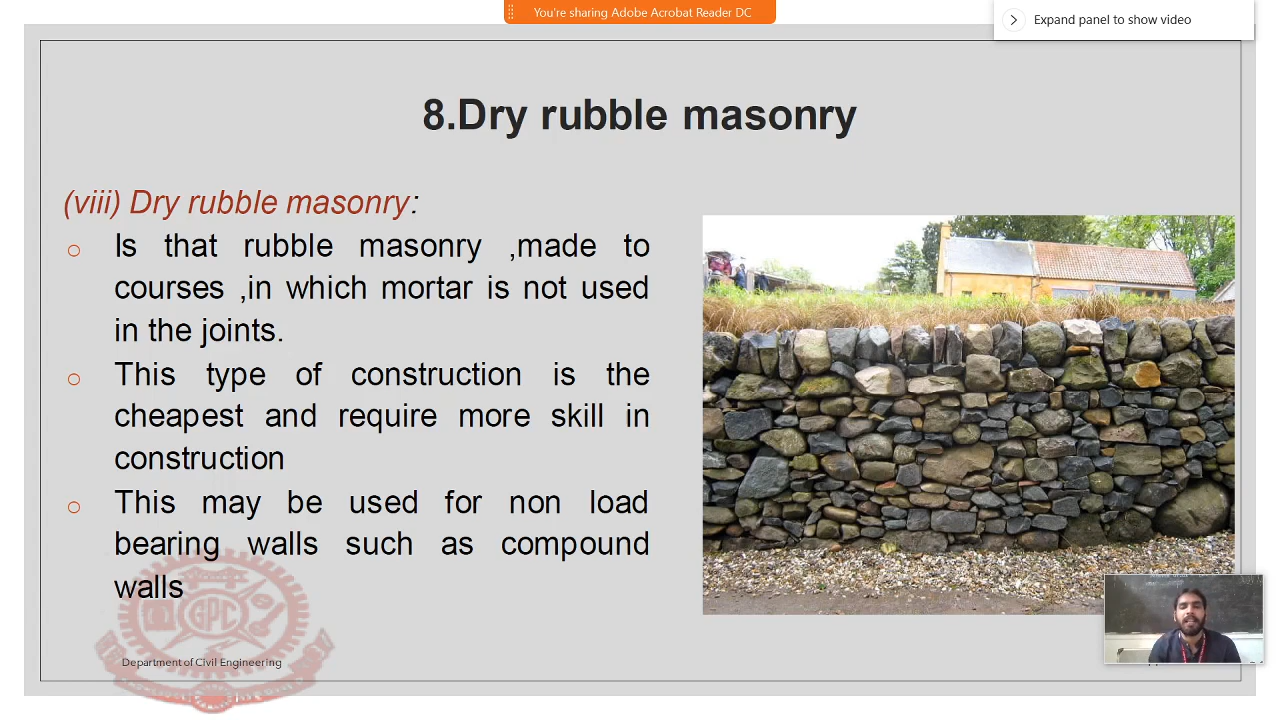 You're sharing Adobe Acrobat Reader DC
Expand panel to show video
8.Dry rubble masonry
(viii) Dry rubble masonry:
Is that rubble masonry ,made to
courses ,in which mortar is not used
in the joints.
This type of construction is the
cheapest and require more skill in
construction
This may be used for non load
bearing walls such as compound
walls
GPC
Department of Civil Engineering